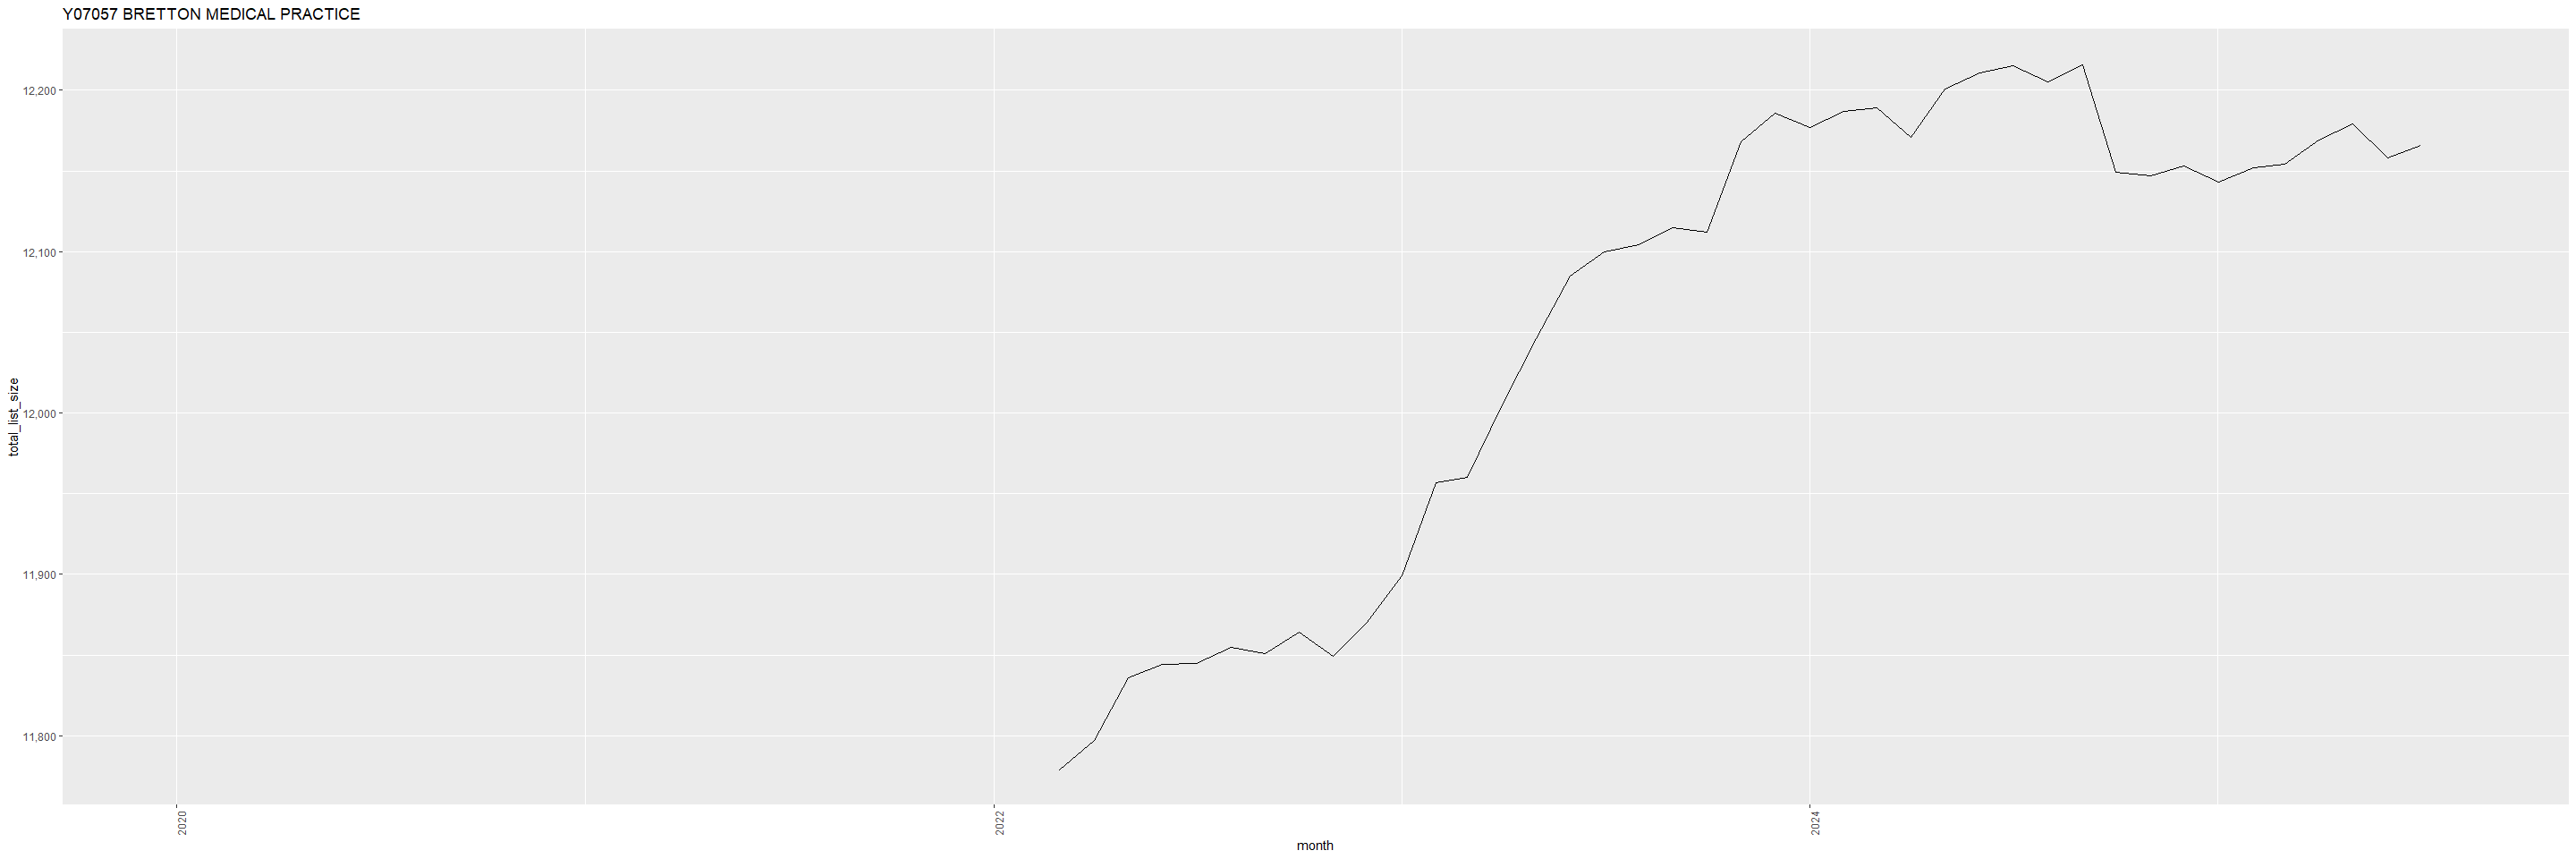 Y07057 BRETTON MEDICAL PRACTICE
12,200
12,100
12,000
11,900
11,800
total_list_size
2020
2022
2024
month